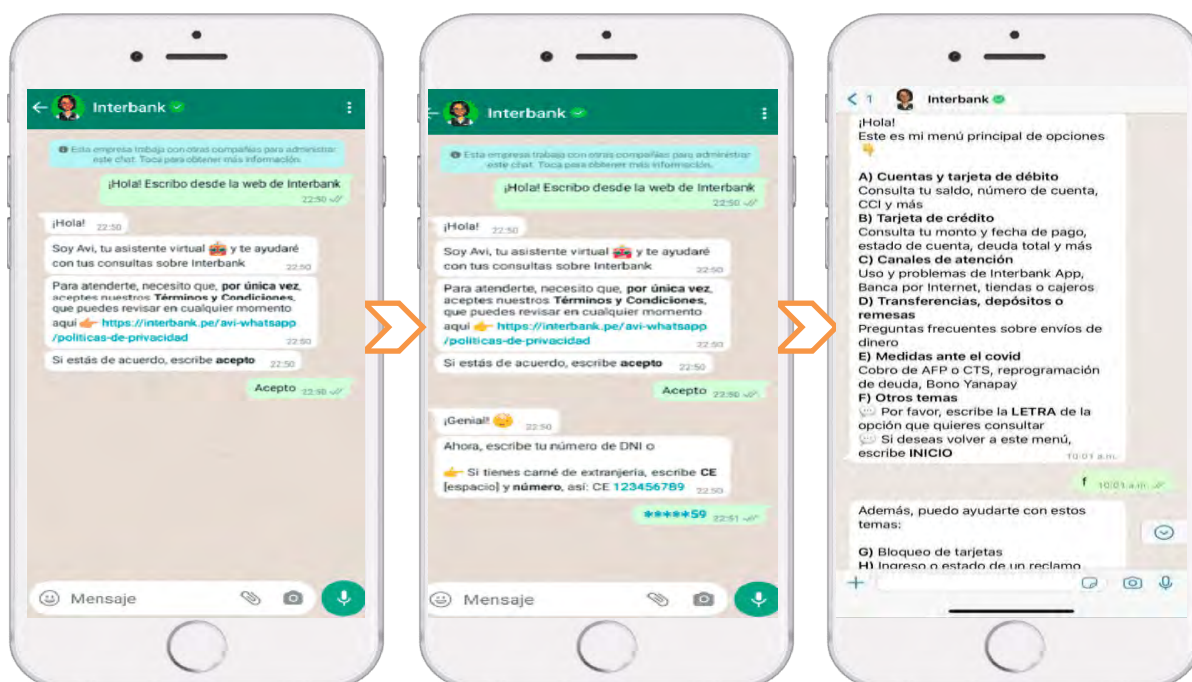 Interbank
Esta empresa trabaja con otras compañías para administrar
este chat. Toca para obtener más información.
¡Hola! Escribo desde la web de Interbank
22:50
¡Hola! 22:50
Soy Avi, tu asistente virtual y te ayudaré
con tus consultas sobre Interbank 22:50
Para atenderte, necesito que, por única vez,
aceptes nuestros Términos y Condiciones,
que puedes revisar en cualquier momento
aquí https://interbank.pe/avi-whatsapp
/politicas-de-privacidad 22:50
Si estás de acuerdo, escribe acepto 22:50
Acepto 22:50
Mensaje
Interbank
Esta empresa trabaja con otras compañías para administrar
este chat. Toca para obtener más información.
¡Hola! Escribo desde la web de Interbank
22:50
¡Hola! 22:50
Soy Avi, tu asistente virtual y te ayudaré
con tus consultas sobre Interbank 22:50
Para atenderte, necesito que, por única vez,
aceptes nuestros Términos y Condiciones,
que puedes revisar en cualquier momento
aquí https://interbank.pe/avi-whatsapp
/politicas-de-privacidad 22:50
Si estás de acuerdo, escribe acepto 22:50
Acepto 22:50
¡Genial! 22:50
Ahora, escribe tu número de DNI o
Si tienes carné de extranjería, escribe CE
[espacio] y número, así: CE 123456789 22:50
*****59 22:51
Mensaje
1 Interbank
¡Hola!
Este es mi menú principal de opciones
A) Cuentas y tarjeta de débito
Consulta tu saldo, número de cuenta,
CCI y más
B) Tarjeta de crédito
Consulta tu monto y fecha de pago,
estado de cuenta, deuda total y más
C) Canales de atención
Uso y problemas de Interbank App,
Banca por Internet, tiendas o cajeros
D) Transferencias, depósitos o
remesas
Preguntas frecuentes sobre envíos de
dinero
E) Medidas ante el covid
Cobro de AFP o CTS, reprogramación
de deuda, Bono Yanapay
F) Otros temas
Por favor, escribe la LETRA de la
opción que quieres consultar
Si deseas volver a este menú,
escribe INICIO 10:01 a.m.
f 10:01 a.m.
Además, puedo ayudarte con estos
temas:
G) Bloqueo de tarjetas
H) Ingreso o estado de un reclamo